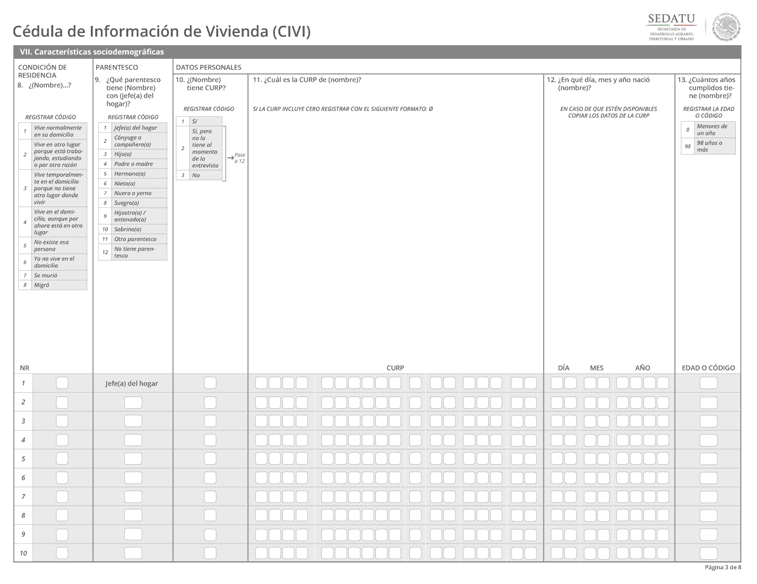 Cédula de Información de Vivienda (CIVI)
SEDATU
SECRETARÍA DE
DESARROLLO AGRARIO,
TERRITORIAL Y URBANO
VII. Características sociodemográficas
CONDICIÓN DE
RESIDENCIA
8. ¿(Nombre)...?
REGISTRAR CÓDIGO
1 Vive normalmente
en su domicilio
2 Vive en otro lugar
porque está traba-
jando, estudiando
o por otra razón
3 Vive temporalmen-
te en el domicilio
porque no tiene
otro lugar donde
vivir
4 Vive en el domi-
cilio, aunque por
ahora está en otro
lugar
5 No existe esa
persona
6 Ya no vive en el
domicilio
7 Se murió
8 Migró
PARENTESCO
9. ¿Qué parentesco
tiene (Nombre)
con (jefe(a) del
hogar)?
REGISTRAR CÓDIGO
1 Jefe(a) del hogar
2 Cónyuge o
compañero(a)
3 Hijo(a)
4 Padre o madre
5 Hermano(a)
6 Nieto(a)
7 Nuera o yerno
8 Suegro(a)
9 Hijastro(a) /
entenado(a)
10 Sobrino(a)
11 Otro parentesco
12 No tiene paren-
tesco
DATOS PERSONALES
10. ¿(Nombre)
tiene CURP?
REGISTRAR CÓDIGO
1 Sí
2 Sí, pero
no la
tiene al
momento
de la
entrevista
3 No
Pase
a 12
11. ¿Cuál es la CURP de (nombre)?
SI LA CURP INCLUYE CERO REGISTRAR CON EL SIGUIENTE FORMATO: Ø
12. ¿En qué día, mes y año nació
(nombre)?
EN CASO DE QUE ESTÉN DISPONIBLES
COPIAR LOS DATOS DE LA CURP
13. ¿Cuántos años
cumplidos tie-
ne (nombre)?
REGISTRAR LA EDAD
O CÓDIGO
0 Menores de
un año
98 98 años o
más
NR CURP DÍA MES AÑO EDAD O CÓDIGO
1 Jefe(a) del hogar
2
3
4
5
6
7
8
9
10
Página 3 de 8